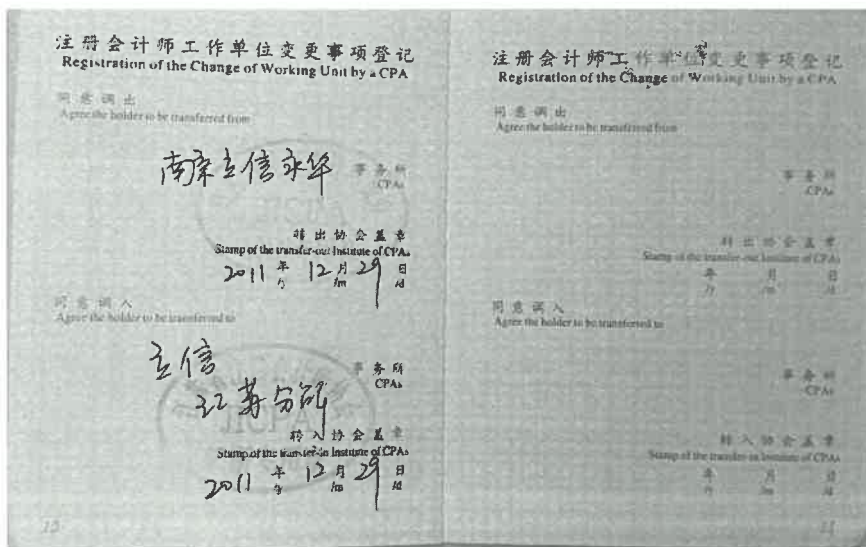 注册会计师工作单位变更事项登记
Registration of the Change of Working Unit by a CPA
同意调出
Agree the holder to be transferred from
南京立信永华 事务所
CPAs
转出协会盖章
Stamp of the transfer-out Institute of CPAs
2011 年 12 月 29 日
/y /m /d
同意调入
Agree the holder to be transferred to
立信 事务所
江苏分所 CPAs
转入协会盖章
Stamp of the transfer-in Institute of CPAs
2011 年 12 月 29 日
/y /m /d
10
注册会计师工作单位变更事项登记
Registration of the Change of Working Unit by a CPA
同意调出
Agree the holder to be transferred from
事务所
CPAs
转出协会盖章
Stamp of the transfer-out Institute of CPAs
年 月 日
/y /m /d
同意调入
Agree the holder to be transferred to
事务所
CPAs
转入协会盖章
Stamp of the transfer-in Institute of CPAs
年 月 日
/y /m /d
11